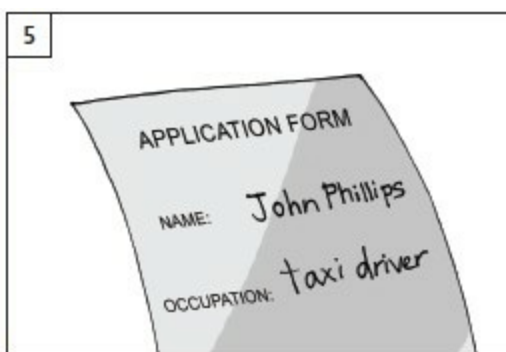 5
APPLICATION FORM
NAME: John Phillips
OCCUPATION: taxi driver